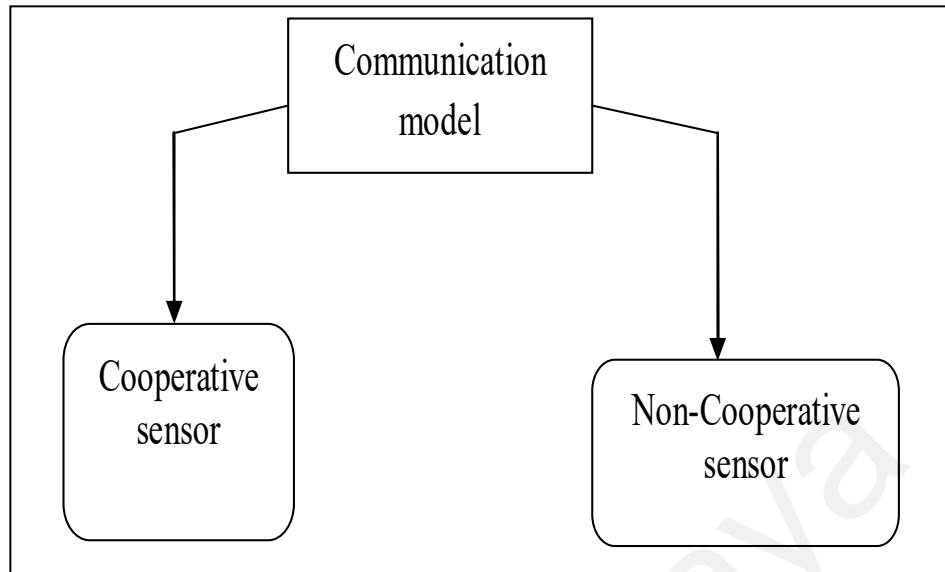 Communication
model
Cooperative
sensor
Non-Cooperative
sensor